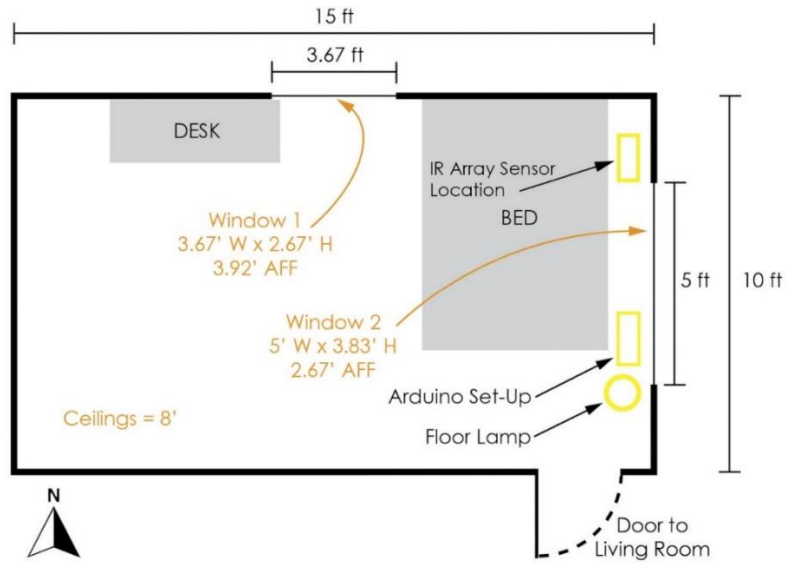 15 ft
3.67 ft
DESK
IR Array Sensor
Location
BED
Window 1
3.67' W x 2.67' H
3.92' AFF
5 ft
10 ft
Window 2
5' W x 3.83' H
2.67' AFF
Arduino Set-Up
Ceilings = 8'
Floor Lamp
N
Door to
Living Room